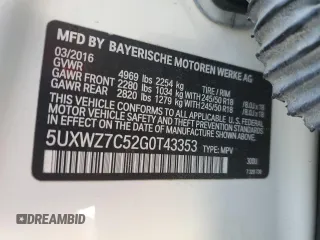 MFD BY BAYERISCHE MOTOREN WERKE AG
03/2016
GVWR 4969 lbs 2254 kg TIRE / RIM
GAWR FRONT 2280 lbs 1034 kg WITH 245/50 R18
GAWR REAR 2820 lbs 1279 kg WITH 245/50 R18
THIS VEHICLE CONFORMS TO ALL APPLICABLE FEDERAL
MOTOR VEHICLE SAFETY, BUMPER, AND THEFT PREVENTION
STANDARDS IN EFFECT ON THE DATE OF MANUFACTURE
SHOWN ABOVE.
5UXWZ7C52G0T43353 TYPE: MPV
DIRECT.BIDFAX